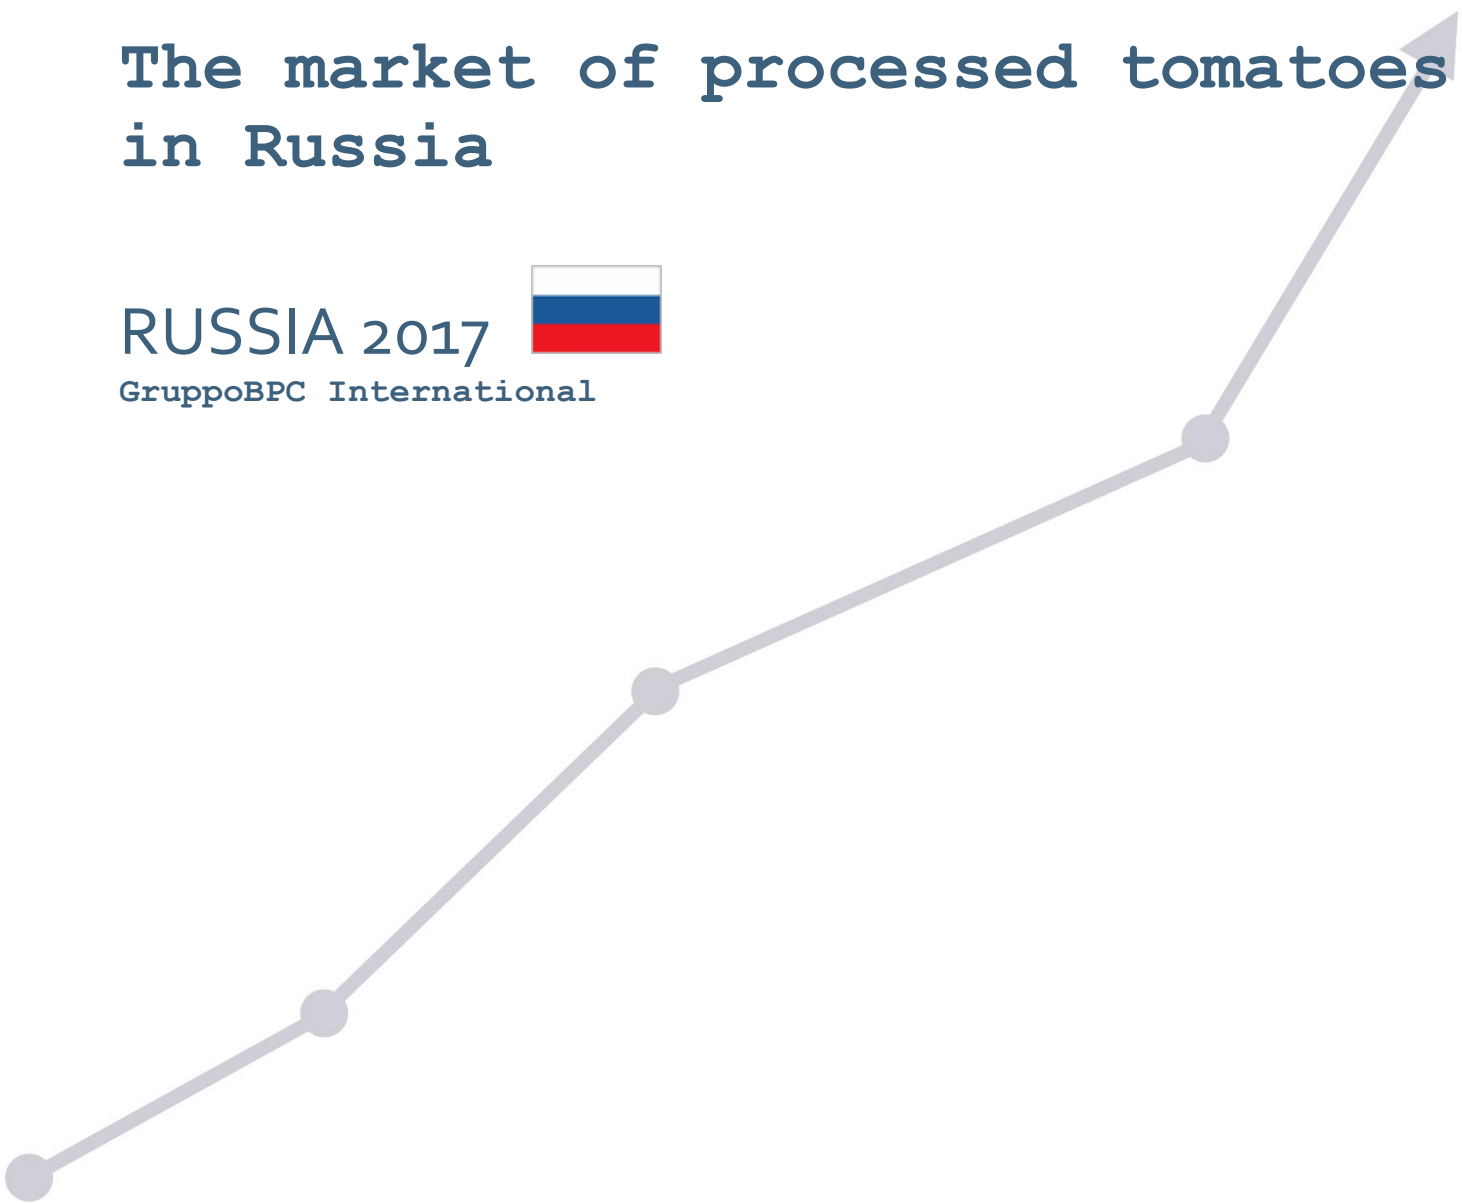 The market of processed tomatoes
in Russia
RUSSIA 2017
GruppoBPC International